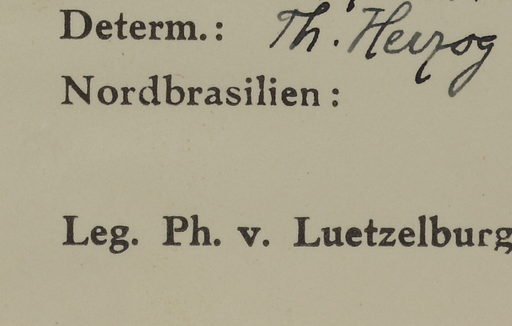 Determ.: Th. Herzog
Nordbrasilien:
Leg. Ph. v. Luetzelburg